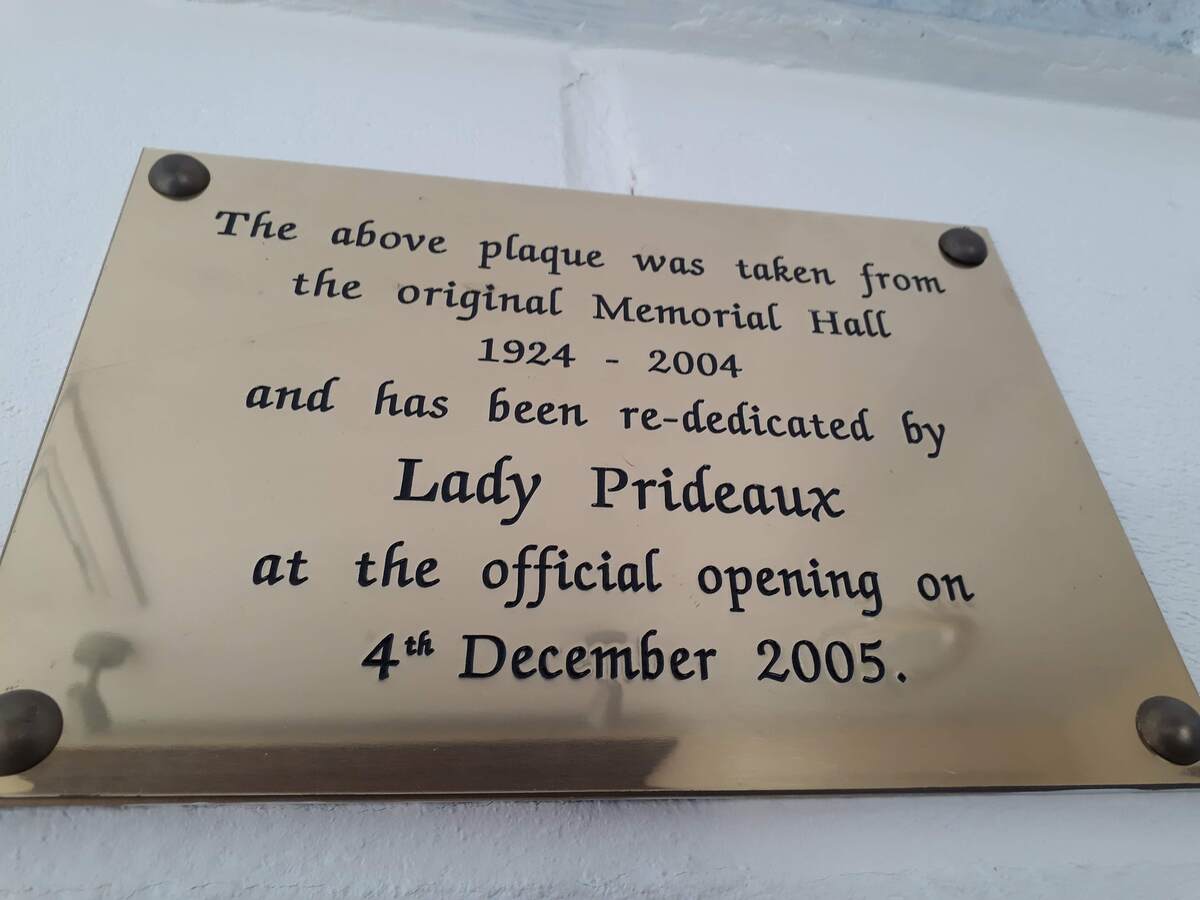 The above plaque was taken from
the original Memorial Hall
1924 - 2004
and has been re-dedicated by
Lady Prideaux
at the official opening on
4th December 2005.